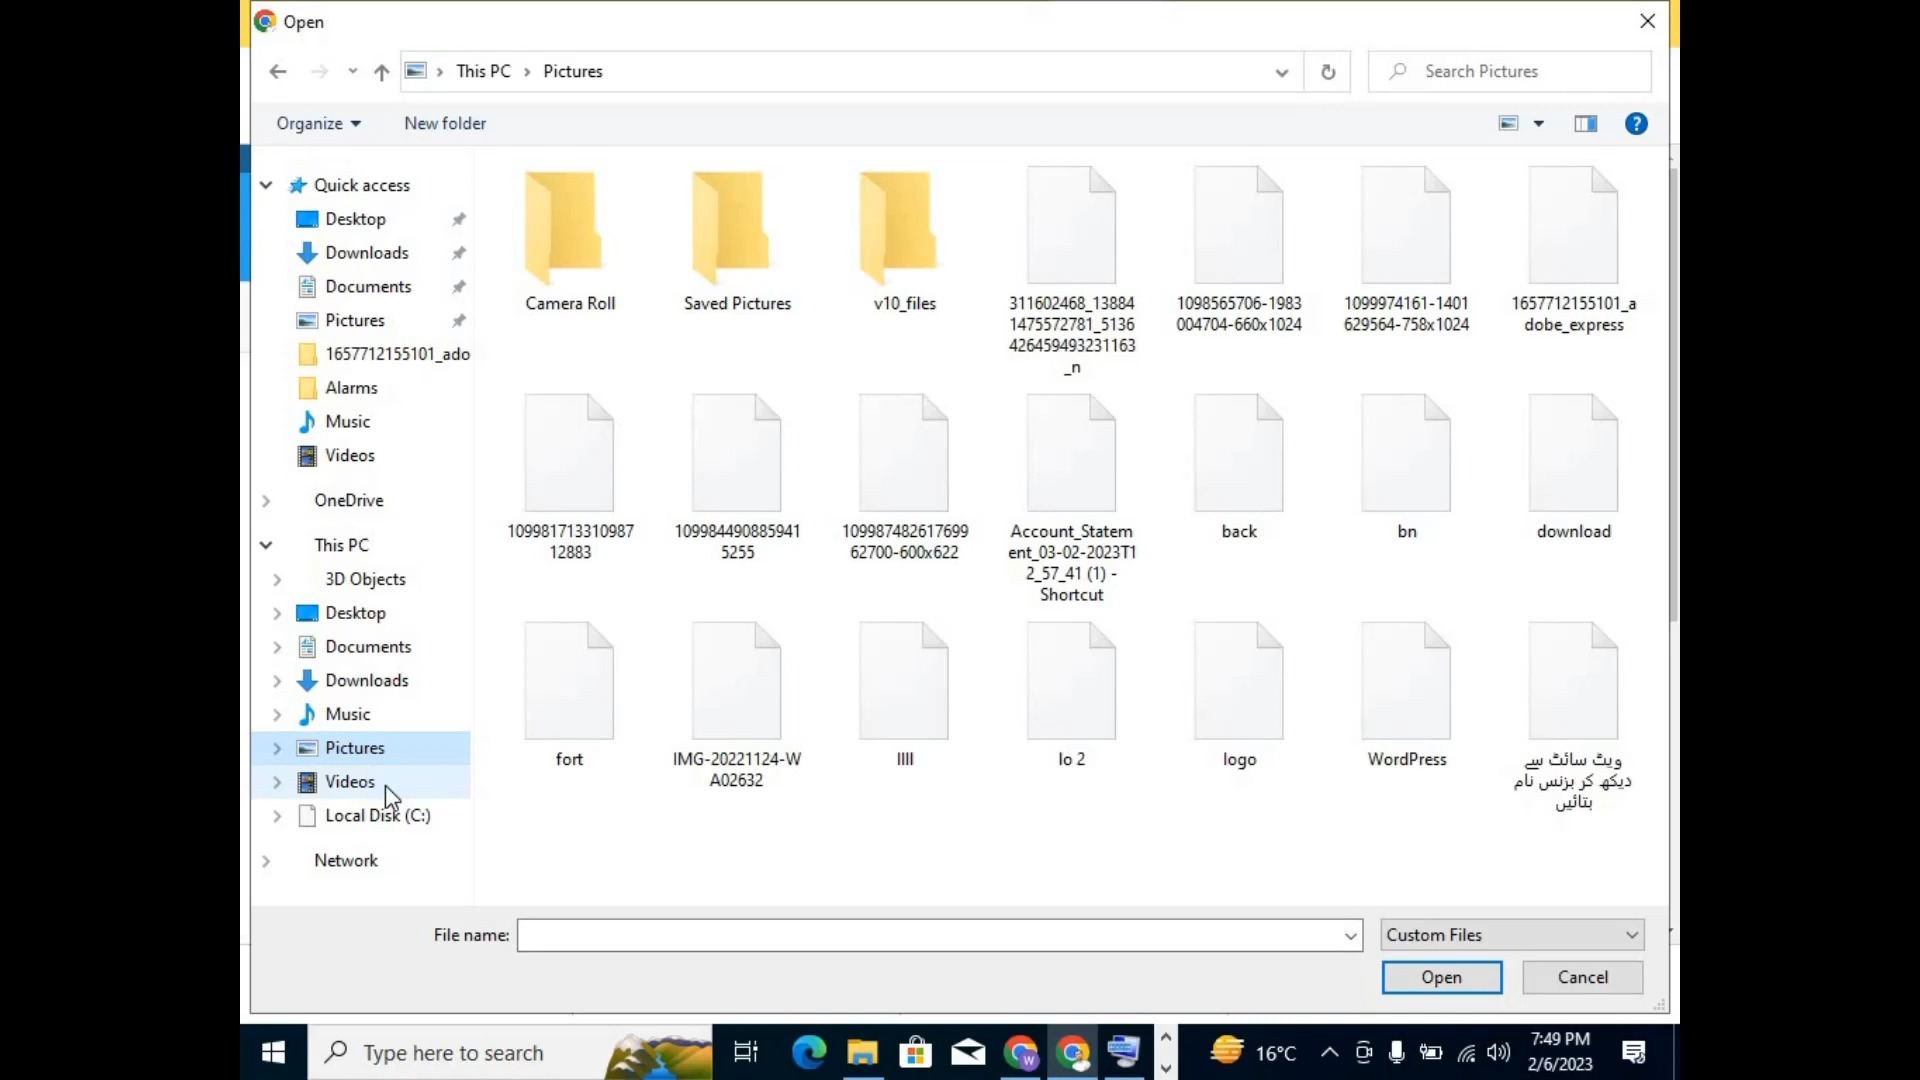 Open
This PC > Pictures
Search Pictures
Organize
New folder
Quick access
Desktop
Downloads
Documents
Pictures
1657712155101_ado
Alarms
Music
Videos
OneDrive
This PC
3D Objects
Desktop
Documents
Downloads
Music
Pictures
Videos
Local Disk (C:)
Network
Camera Roll
Saved Pictures
v10_files
311602468_13884
1475572781_5136
426459493231163
_n
1098565706-1983
004704-660x1024
1099974161-1401
629564-758x1024
1657712155101_a
dobe_express
109981713310987
12883
109984490885941
5255
109987482617699
62700-600x622
Account_Statem
ent_03-02-2023T1
2_57_41 (1) -
Shortcut
back
bn
download
fort
IMG-20221124-W
A02632
llll
lo 2
logo
WordPress
ویٹ سائٹ سے
دیکھ کر بزنس نام
بتائیں
File name:
Custom Files
Open
Cancel
Type here to search
16°C
7:49 PM
2/6/2023